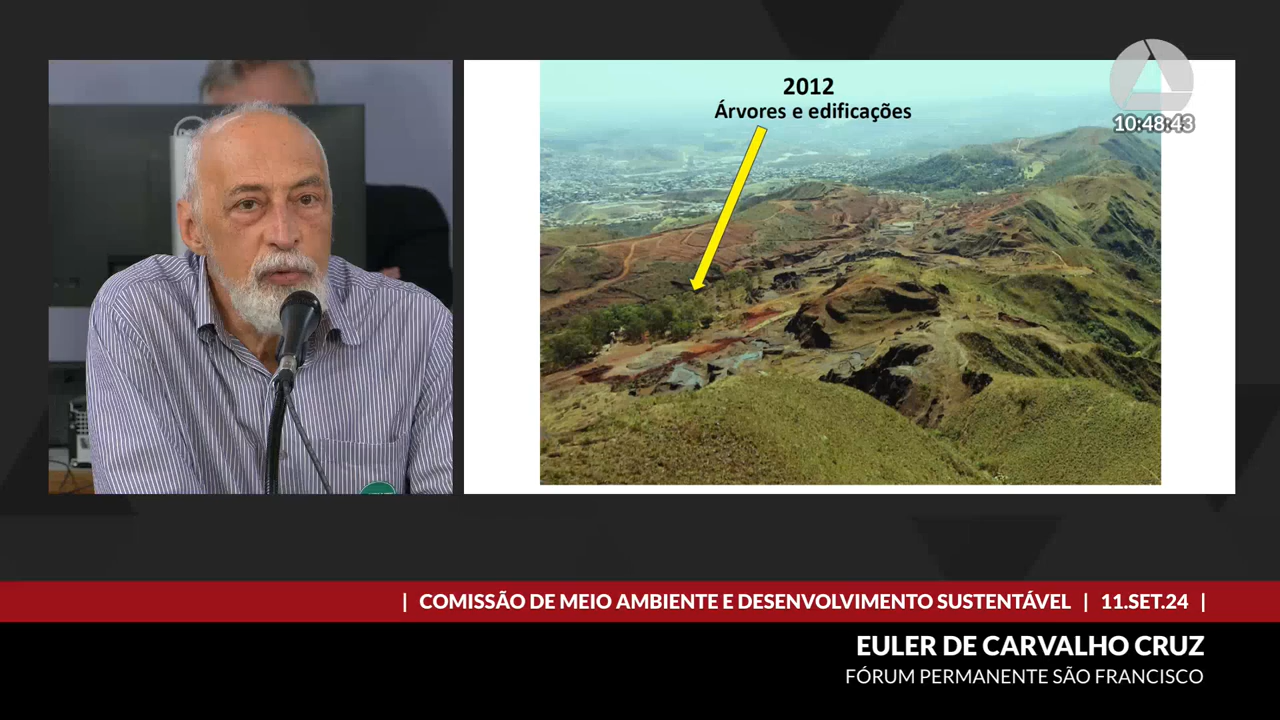 2012
Árvores e edificações
10:48:43
| COMISSÃO DE MEIO AMBIENTE E DESENVOLVIMENTO SUSTENTÁVEL | 11.SET.24 |
EULER DE CARVALHO CRUZ
FÓRUM PERMANENTE SÃO FRANCISCO